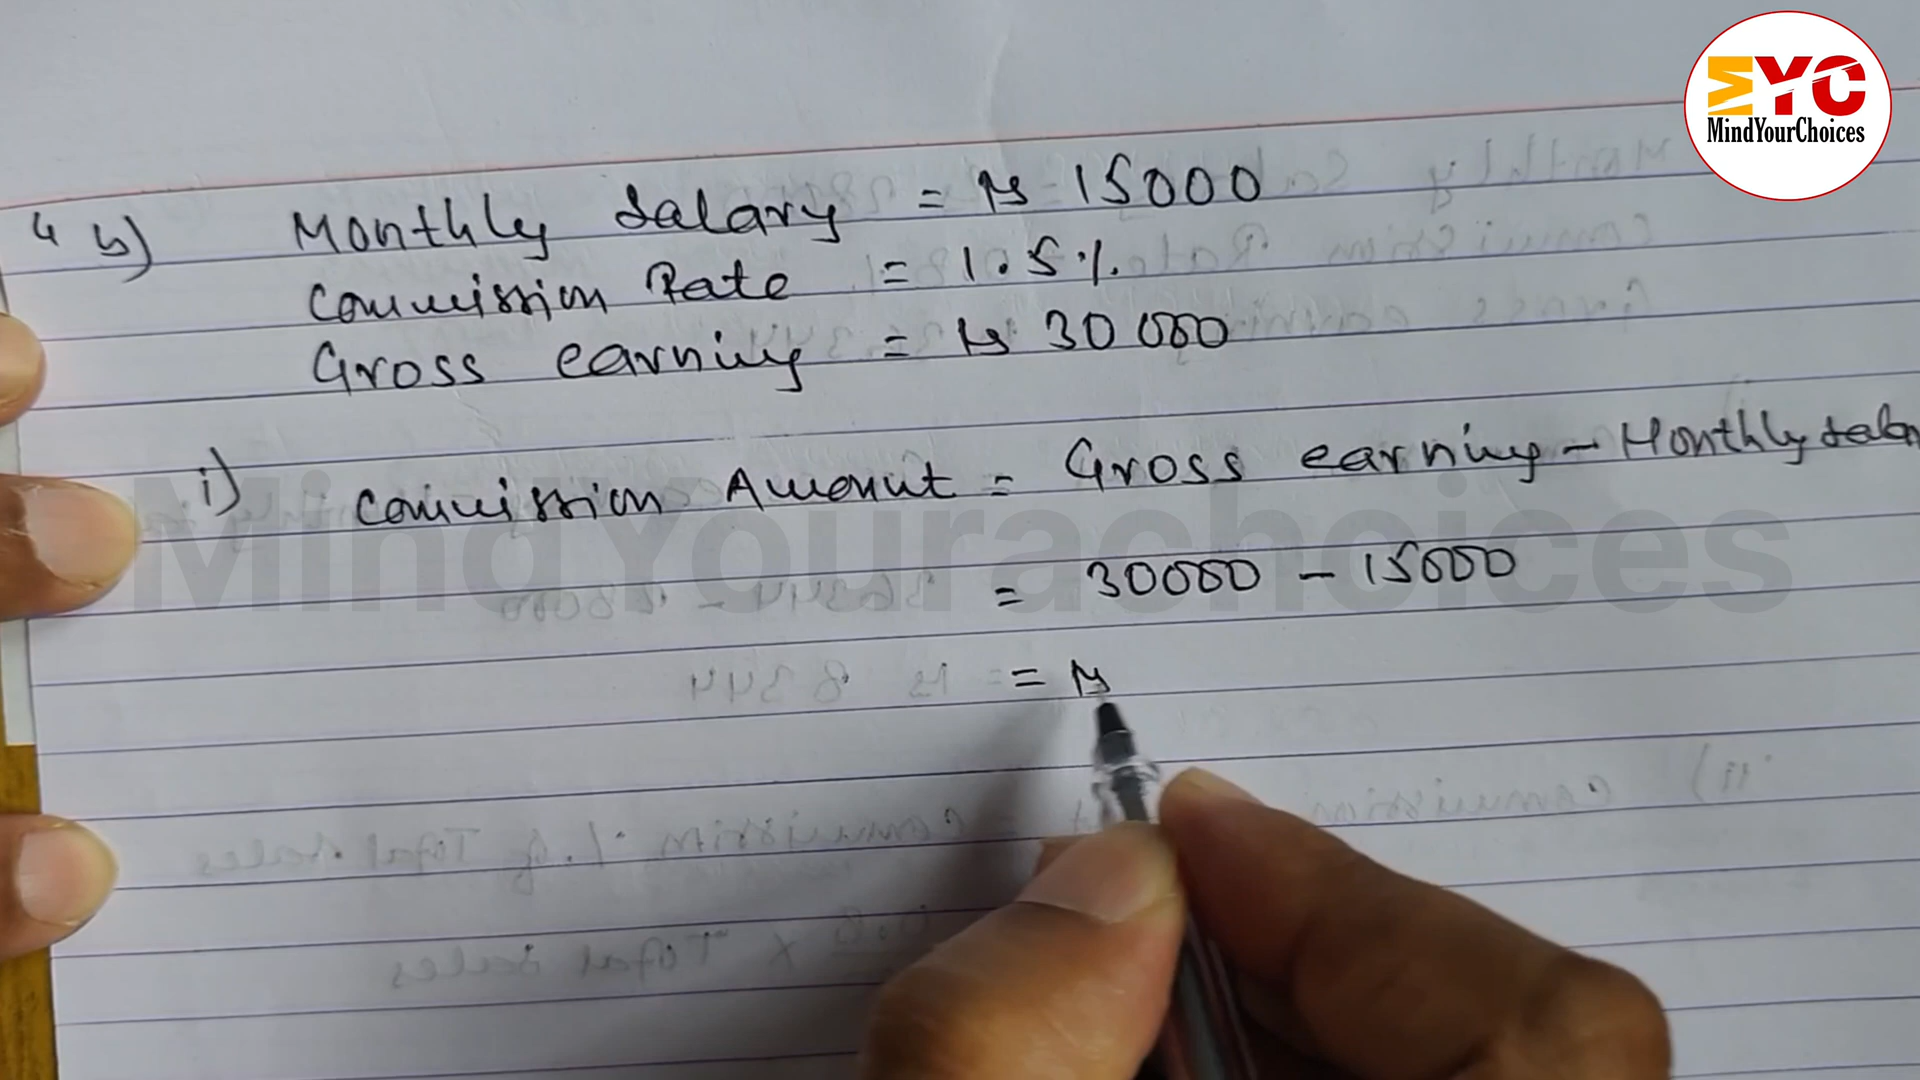 MYC
MindYourChoices
4 b) Monthly Salary = Rs 15000
Commission Rate = 1.5%
Gross earning = Rs 30000
i) Commission Amount = Gross earning - Monthly Salary
MindYourachoices
= 30000 - 15000
= Rs